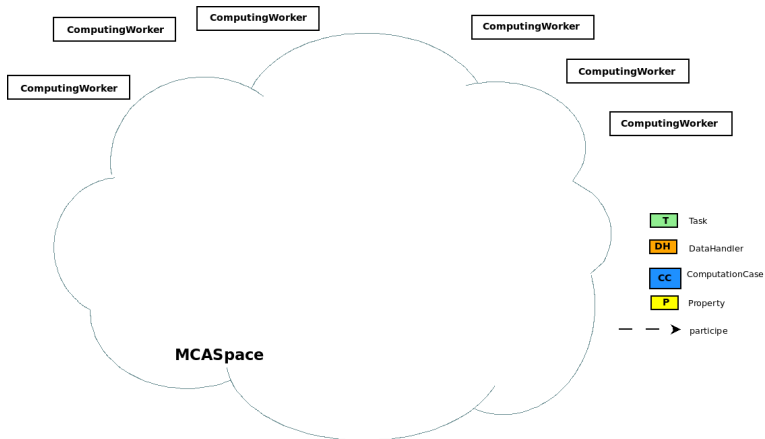 ComputingWorker
ComputingWorker
ComputingWorker
ComputingWorker
ComputingWorker
ComputingWorker
T Task
DH DataHandler
CC ComputationCase
P Property
participe
MCASpace